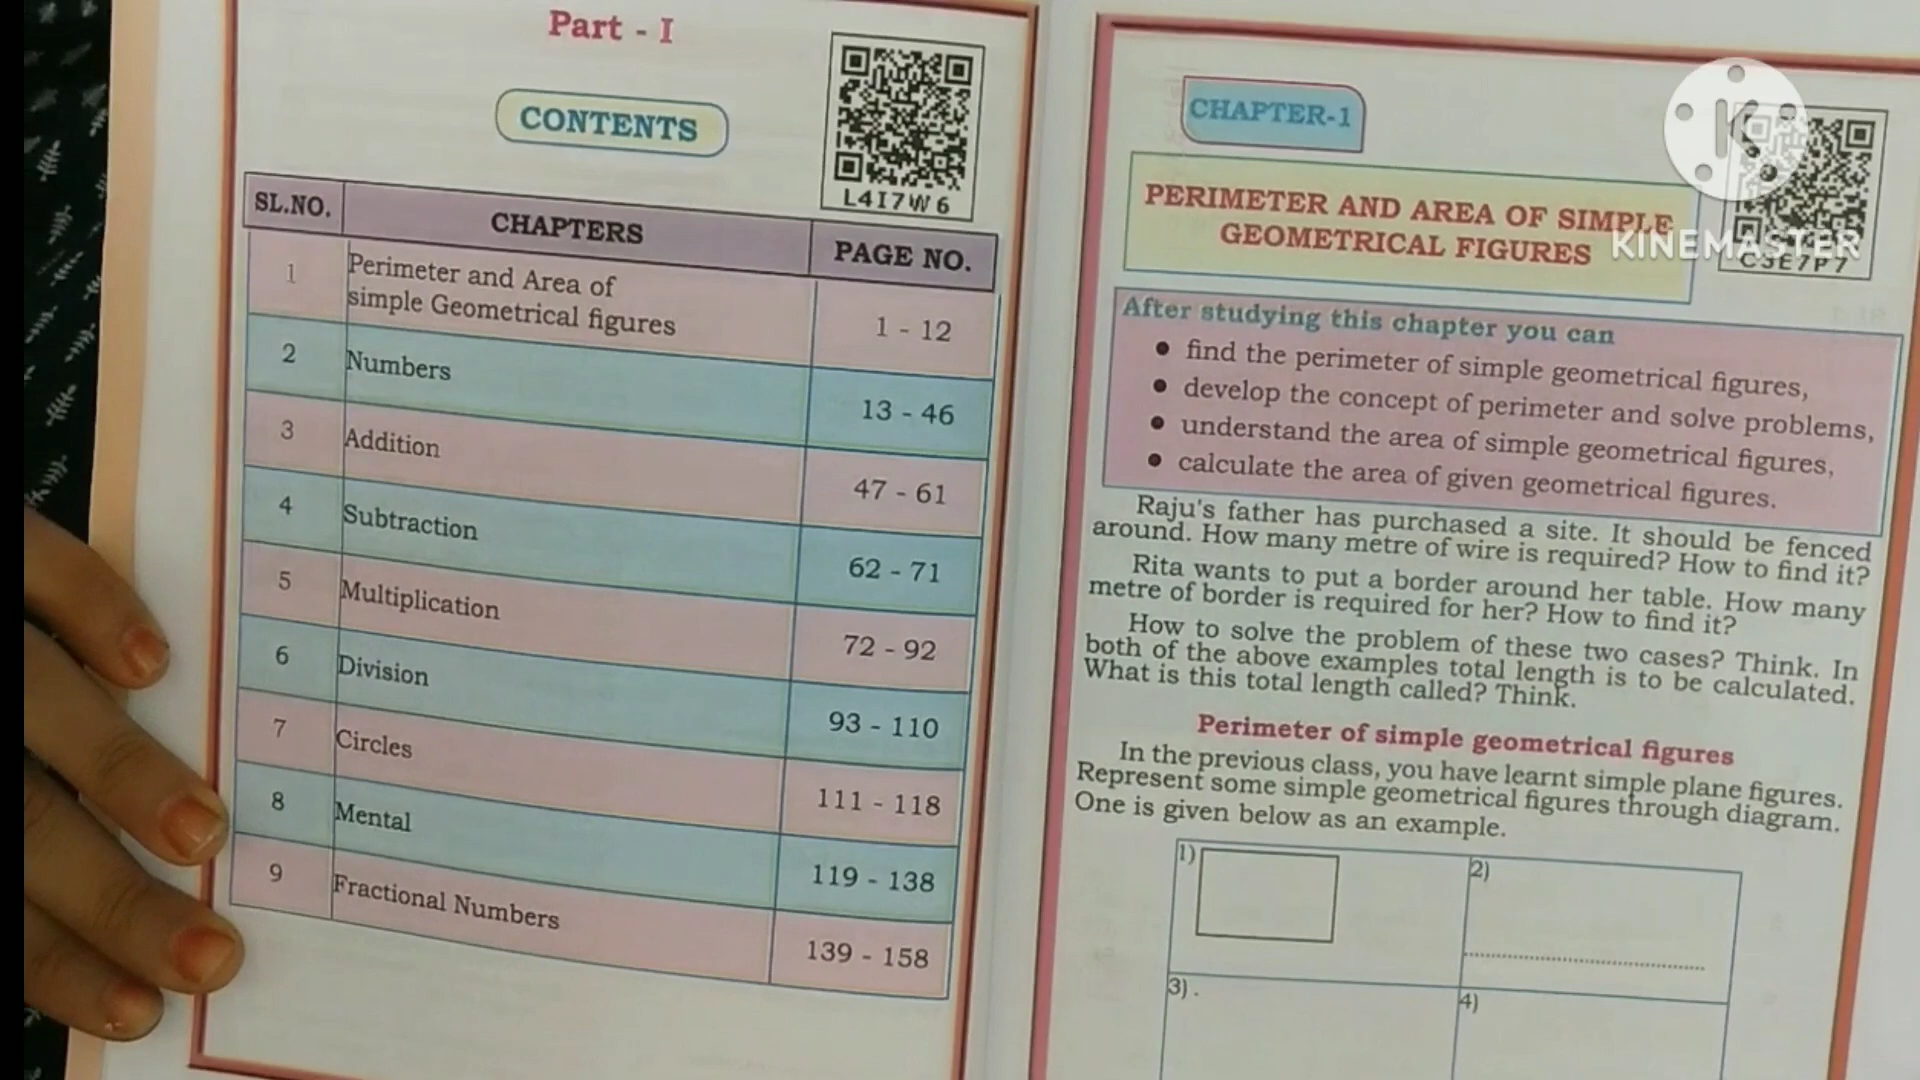 Part - I
CONTENTS
L4I7W6
SL.NO. CHAPTERS PAGE NO.
1 Perimeter and Area of
simple Geometrical figures 1 - 12
2 Numbers 13 - 46
3 Addition 47 - 61
4 Subtraction 62 - 71
5 Multiplication 72 - 92
6 Division 93 - 110
7 Circles 111 - 118
8 Mental 119 - 138
9 Fractional Numbers 139 - 158
CHAPTER-1
PERIMETER AND AREA OF SIMPLE
GEOMETRICAL FIGURES
KINEMASTER
C3E7P7
After studying this chapter you can
• find the perimeter of simple geometrical figures,
• develop the concept of perimeter and solve problems,
• understand the area of simple geometrical figures,
• calculate the area of given geometrical figures.
Raju's father has purchased a site. It should be fenced
around. How many metre of wire is required? How to find it?
Rita wants to put a border around her table. How many
metre of border is required for her? How to find it?
How to solve the problem of these two cases? Think. In
both of the above examples total length is to be calculated.
What is this total length called? Think.
Perimeter of simple geometrical figures
In the previous class, you have learnt simple plane figures.
Represent some simple geometrical figures through diagram.
One is given below as an example.
1) 2)
3) . 4)